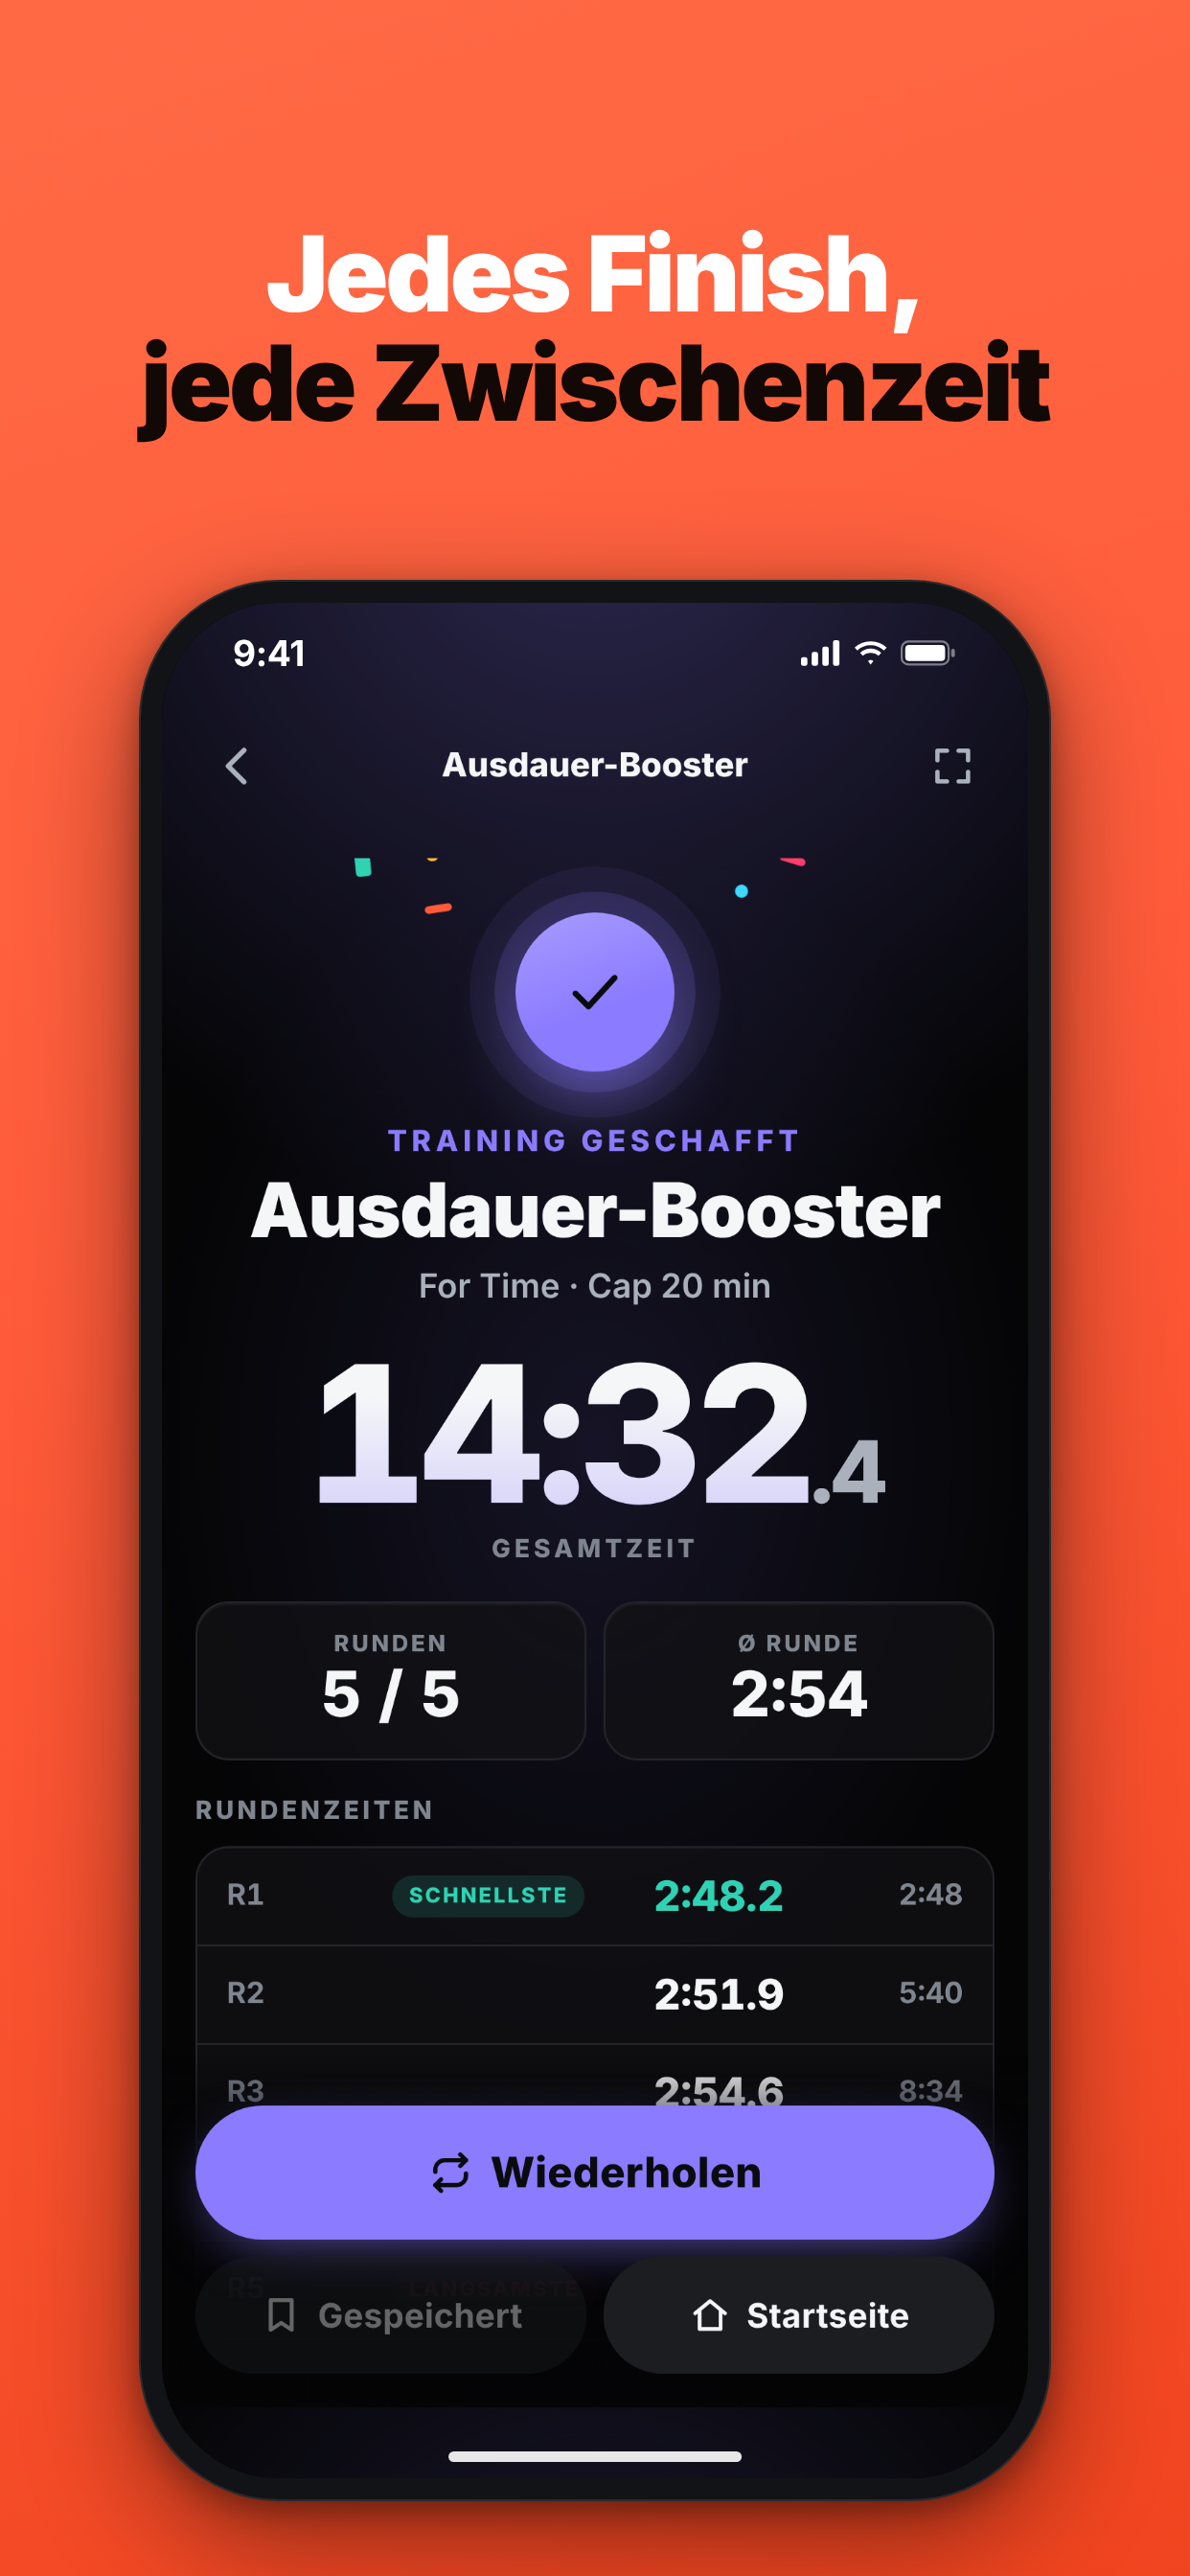 Jedes Finish,
jede Zwischenzeit
9:41
Ausdauer-Booster
TRAINING GESCHAFFT
Ausdauer-Booster
For Time · Cap 20 min
14:32.4
GESAMTZEIT
RUNDEN
5 / 5
Ø RUNDE
2:54
RUNDENZEITEN
R1 SCHNELLSTE 2:48.2 2:48
R2 2:51.9 5:40
R3 2:54.6 8:34
Wiederholen
R5 LANGSAMSTE
Gespeichert
Startseite